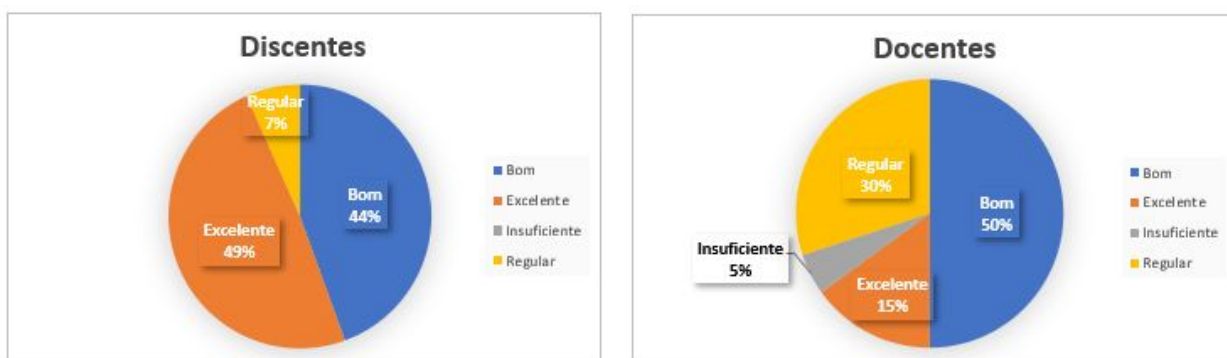 Discentes
Regular
7%
Bom
44%
Excelente
49%
Bom
Excelente
Insuficiente
Regular
Docentes
Regular
30%
Bom
50%
Insuficiente
5%
Excelente
15%
Bom
Excelente
Insuficiente
Regular